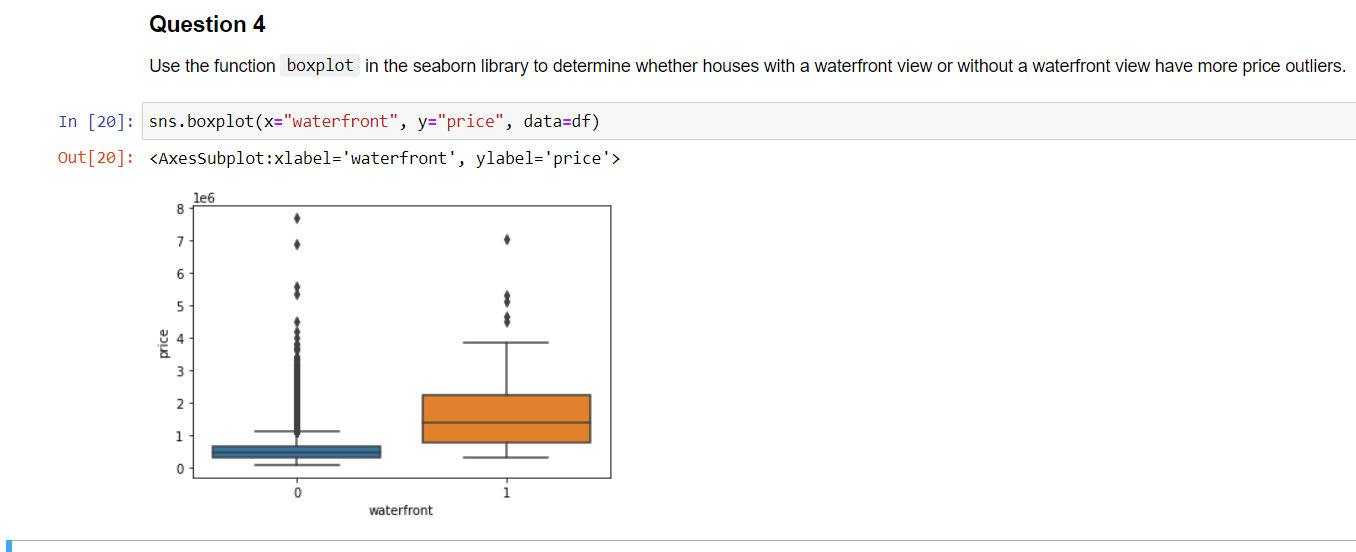 Question 4
Use the function boxplot in the seaborn library to determine whether houses with a waterfront view or without a waterfront view have more price outliers.
In [20]: sns.boxplot(x="waterfront", y="price", data=df)
Out[20]: <AxesSubplot:xlabel='waterfront', ylabel='price'>
1e6
8
7
6
5
4
price
3
2
1
0
0 1
waterfront